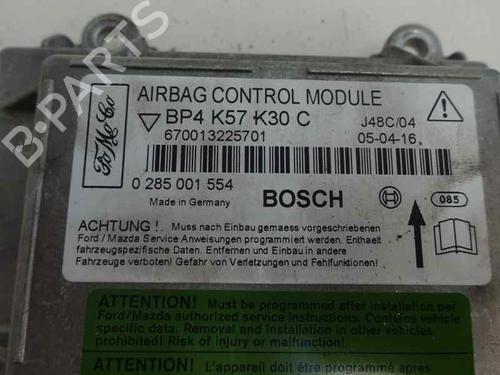 B-PARTS
FoMoCo
AIRBAG CONTROL MODULE
BP4 K57 K30 C
J48C/04
670013225701
05-04-16
0 285 001 554
Made in Germany
BOSCH
085
ACHTUNG ! Muss nach Einbau gemaess vorgeschriebenen
Ford / Mazda Service Anweisungen programmiert werden. Enthaelt
fahrzeugspezifische Daten. Entfernen und Einbau in andere
Fahrzeuge verboten! Gefahr von Verletzungen und Fehlfunktionen!
ATTENTION! Must be programmed after installation per
Ford/Mazda authorized service instructions. Contains vehicle
specific data. Removal and installation in other vehicles
prohibited! Risk of injury or malfunction!
ATTENTION! L'appareil doit être programmé après